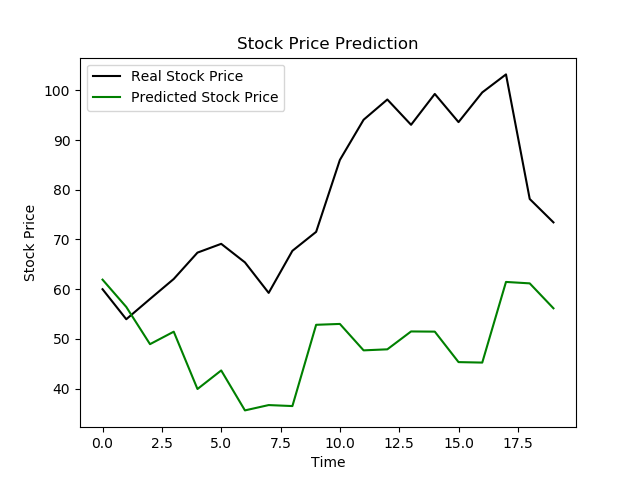 Stock Price Prediction
Real Stock Price
Predicted Stock Price
100
90
80
70
60
50
40
Stock Price
0.0 2.5 5.0 7.5 10.0 12.5 15.0 17.5
Time